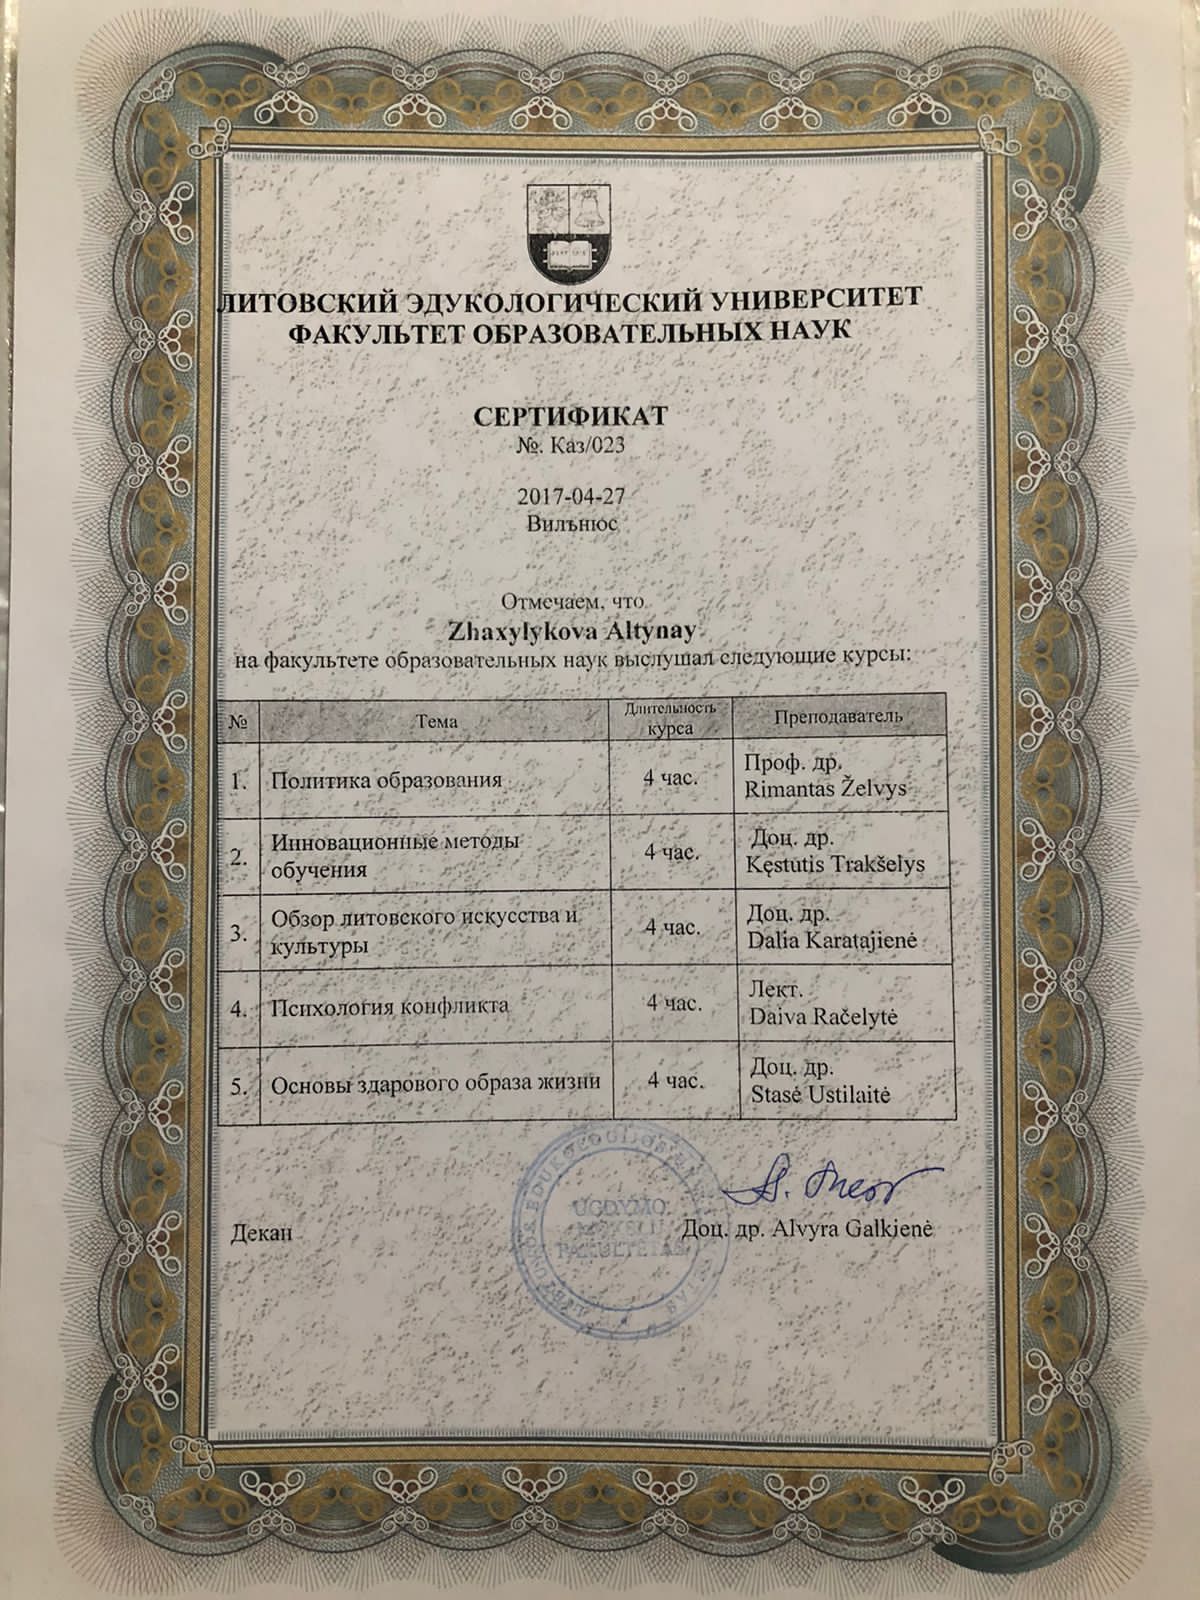 ЛИТОВСКИЙ ЭДУКОЛОГИЧЕСКИЙ УНИВЕРСИТЕТ
ФАКУЛЬТЕТ ОБРАЗОВАТЕЛЬНЫХ НАУК
СЕРТИФИКАТ
№. Каз/023
2017-04-27
Вильнюс
Отмечаем, что
Zhaxylykova Altynay
на факультете образовательных наук выслушал следующие курсы:
№ Тема Длительность курса Преподаватель
1. Политика образования 4 час. Проф. др. Rimantas Želvys
2. Инновационные методы обучения 4 час. Доц. др. Kęstutis Trakšelys
3. Обзор литовского искусства и культуры 4 час. Доц. др. Dalia Karatajienė
4. Психология конфликта 4 час. Лект. Daiva Račelytė
5. Основы здарового образа жизни 4 час. Доц. др. Stasė Ustilaitė
UGDYMO
MOKSLŲ
FAKULTETAS
Декан Доц. др. Alvyra Galkienė